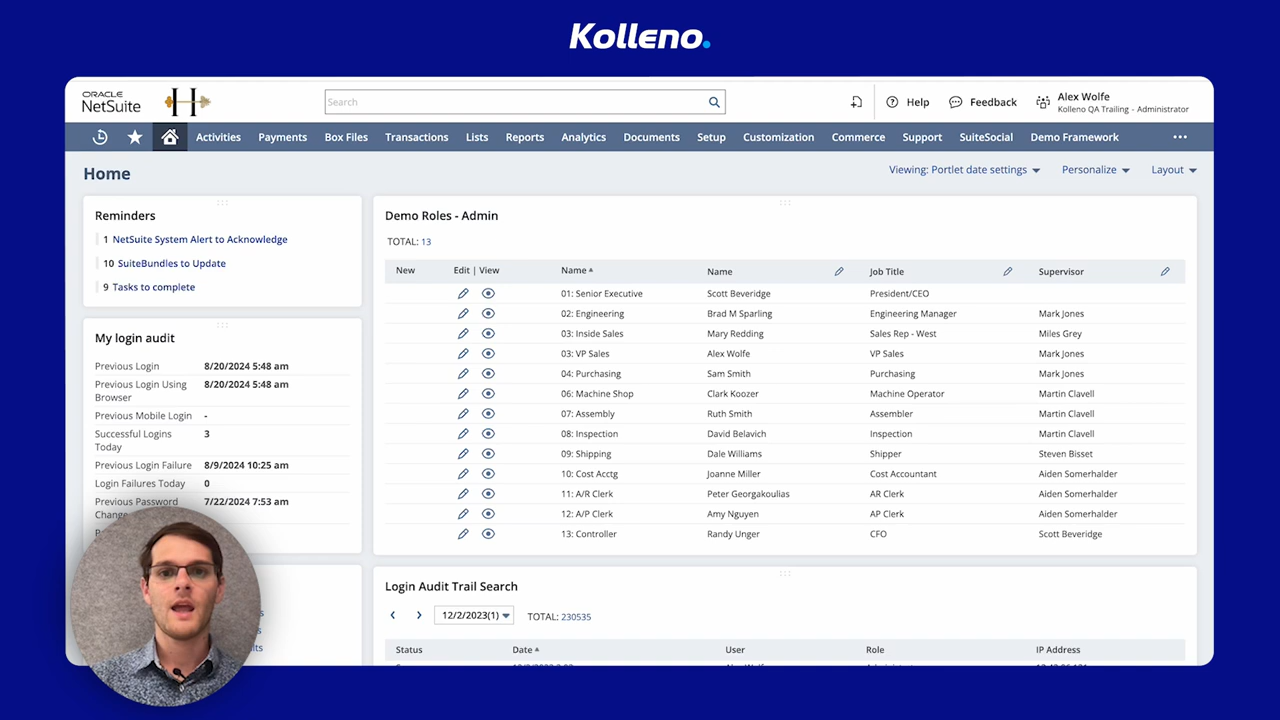 Kolleno.
ORACLE
NetSuite
Search
Help
Feedback
Alex Wolfe
Kolleno QA Trailing - Administrator
Activities Payments Box Files Transactions Lists Reports Analytics Documents Setup Customization Commerce Support SuiteSocial Demo Framework
Home
Viewing: Portlet date settings Personalize Layout
Reminders
1 NetSuite System Alert to Acknowledge
10 SuiteBundles to Update
9 Tasks to complete
My login audit
Previous Login 8/20/2024 5:48 am
Previous Login Using 8/20/2024 5:48 am
Browser
Previous Mobile Login -
Successful Logins 3
Today
Previous Login Failure 8/9/2024 10:25 am
Login Failures Today 0
Previous Password 7/22/2024 7:53 am
Change
Demo Roles - Admin
TOTAL: 13
New Edit | View Name Name Job Title Supervisor
01: Senior Executive Scott Beveridge President/CEO
02: Engineering Brad M Sparling Engineering Manager Mark Jones
03: Inside Sales Mary Redding Sales Rep - West Miles Grey
03: VP Sales Alex Wolfe VP Sales Mark Jones
04: Purchasing Sam Smith Purchasing Mark Jones
06: Machine Shop Clark Koozer Machine Operator Martin Clavell
07: Assembly Ruth Smith Assembler Martin Clavell
08: Inspection David Belavich Inspection Martin Clavell
09: Shipping Dale Williams Shipper Steven Bisset
10: Cost Acctg Joanne Miller Cost Accountant Aiden Somerhalder
11: A/R Clerk Peter Georgakoulias AR Clerk Aiden Somerhalder
12: A/P Clerk Amy Nguyen AP Clerk Aiden Somerhalder
13: Controller Randy Unger CFO Scott Beveridge
Login Audit Trail Search
12/2/2023(1) TOTAL: 230535
Status Date User Role IP Address